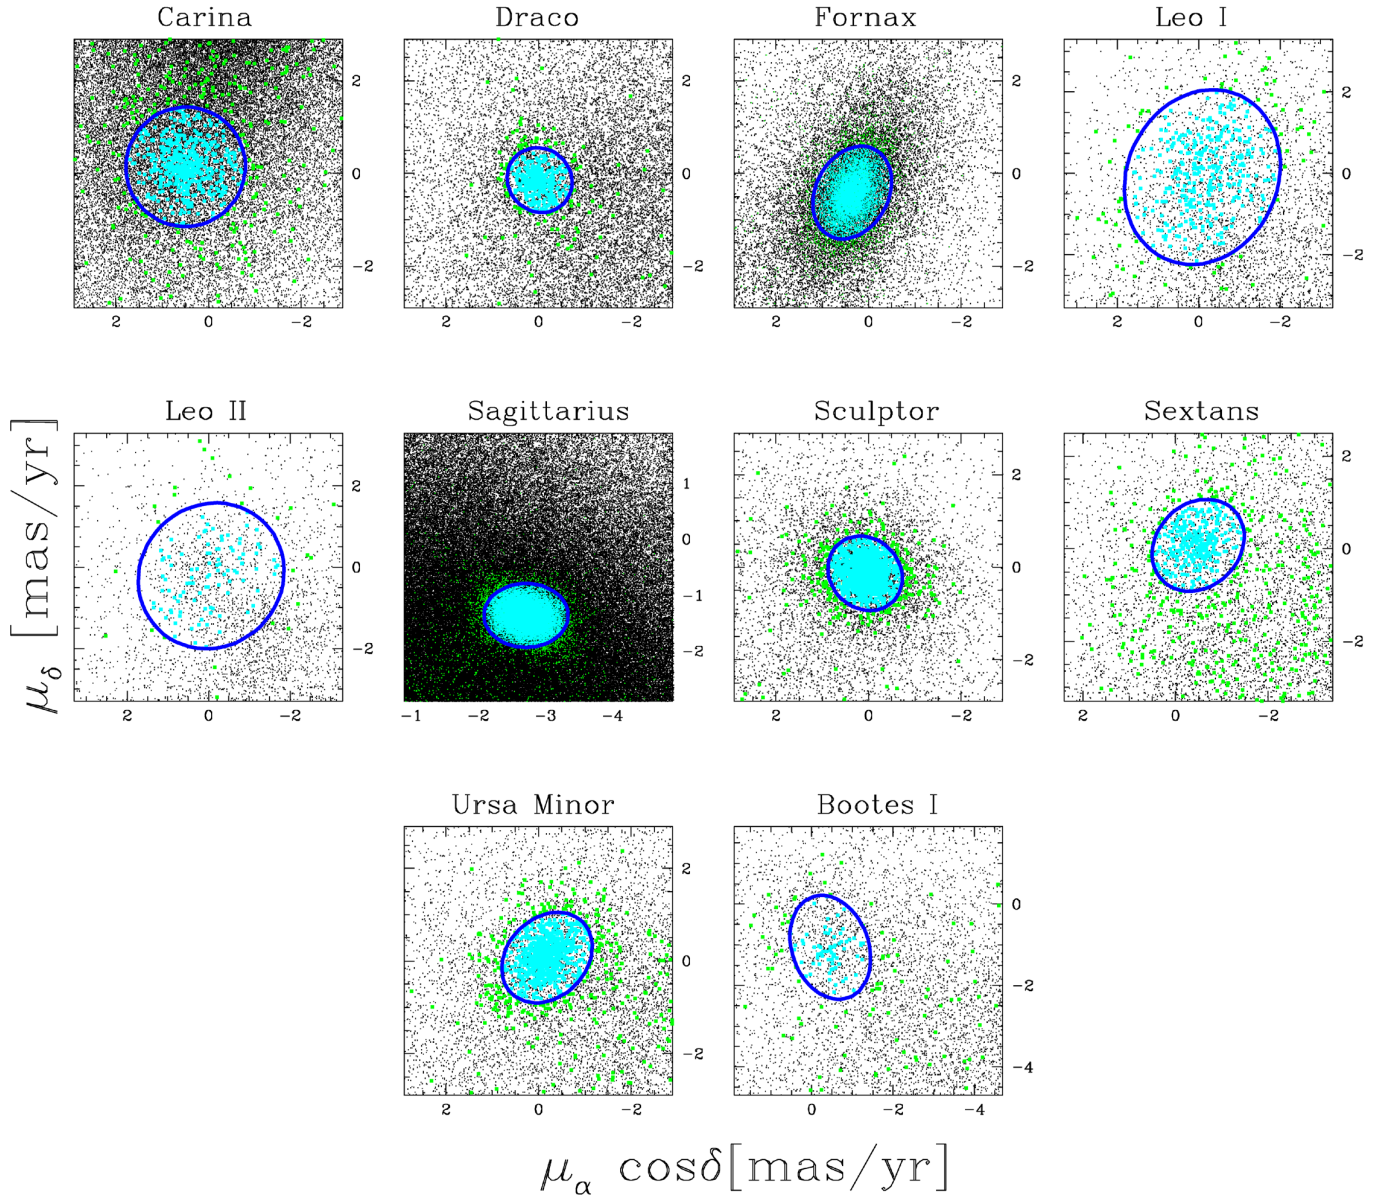 Carina Draco Fornax Leo I
2 2 2 2
0 0 0 0
-2 -2 -2 -2
2 0 -2 2 0 -2 2 0 -2 2 0 -2
Leo II Sagittarius Sculptor Sextans
2 1 2 2
0 0 0 0
-2 -1 -2 -2
-2
2 0 -2 -1 -2 -3 -4 2 0 -2 2 0 -2
μδ [mas/yr]
Ursa Minor Bootes I
2 0
0 -2
-2 -4
2 0 -2 0 -2 -4
μα cosδ[mas/yr]